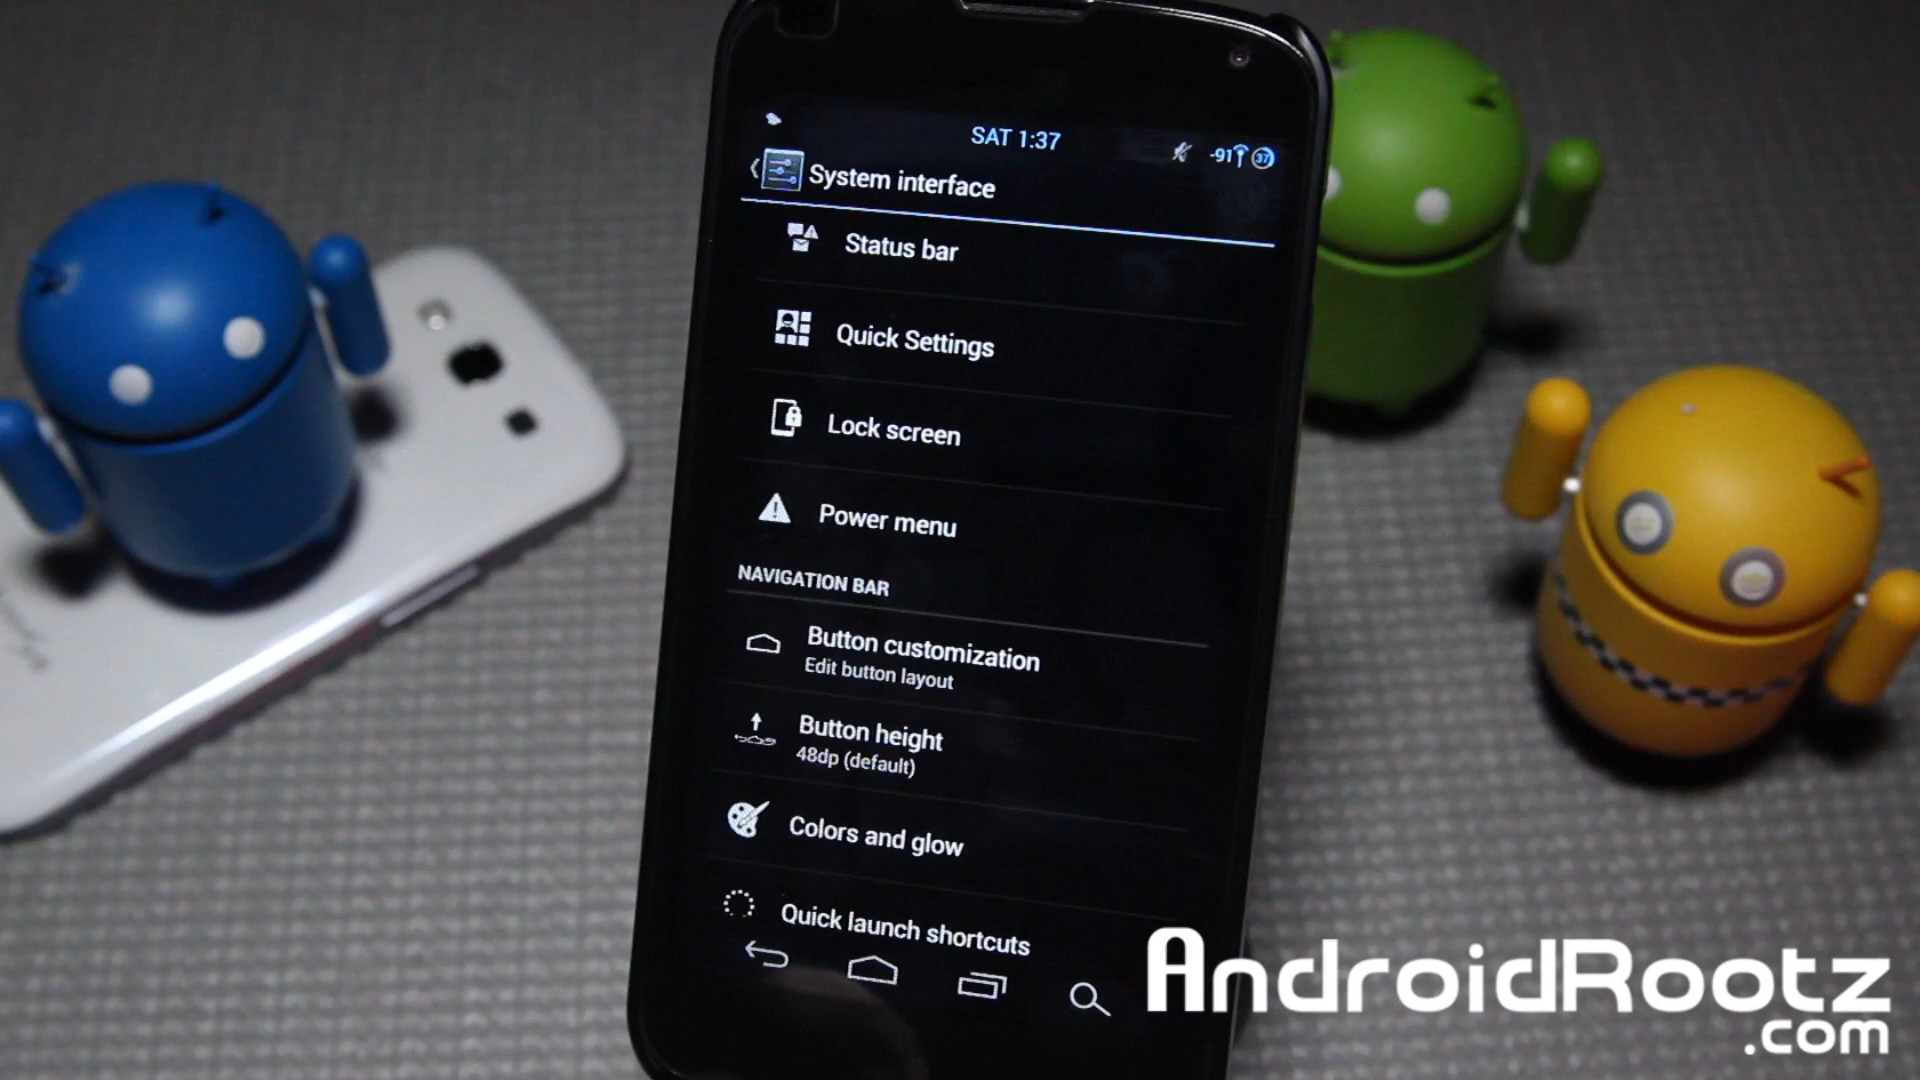 SAT 1:37
-91
37
System interface
Status bar
Quick Settings
Lock screen
Power menu
NAVIGATION BAR
Button customization
Edit button layout
Button height
48dp (default)
Colors and glow
Quick launch shortcuts
AndroidRootz
.com